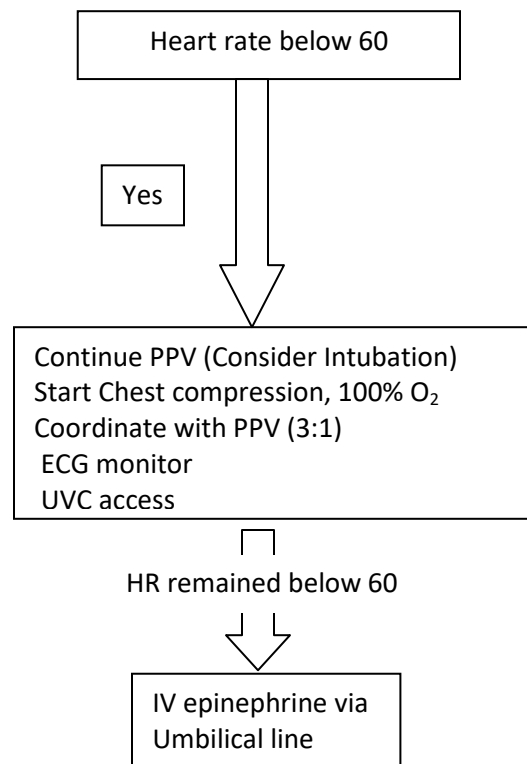 Heart rate below 60
Yes
Continue PPV (Consider Intubation)
Start Chest compression, 100% O₂
Coordinate with PPV (3:1)
ECG monitor
UVC access
HR remained below 60
IV epinephrine via
Umbilical line